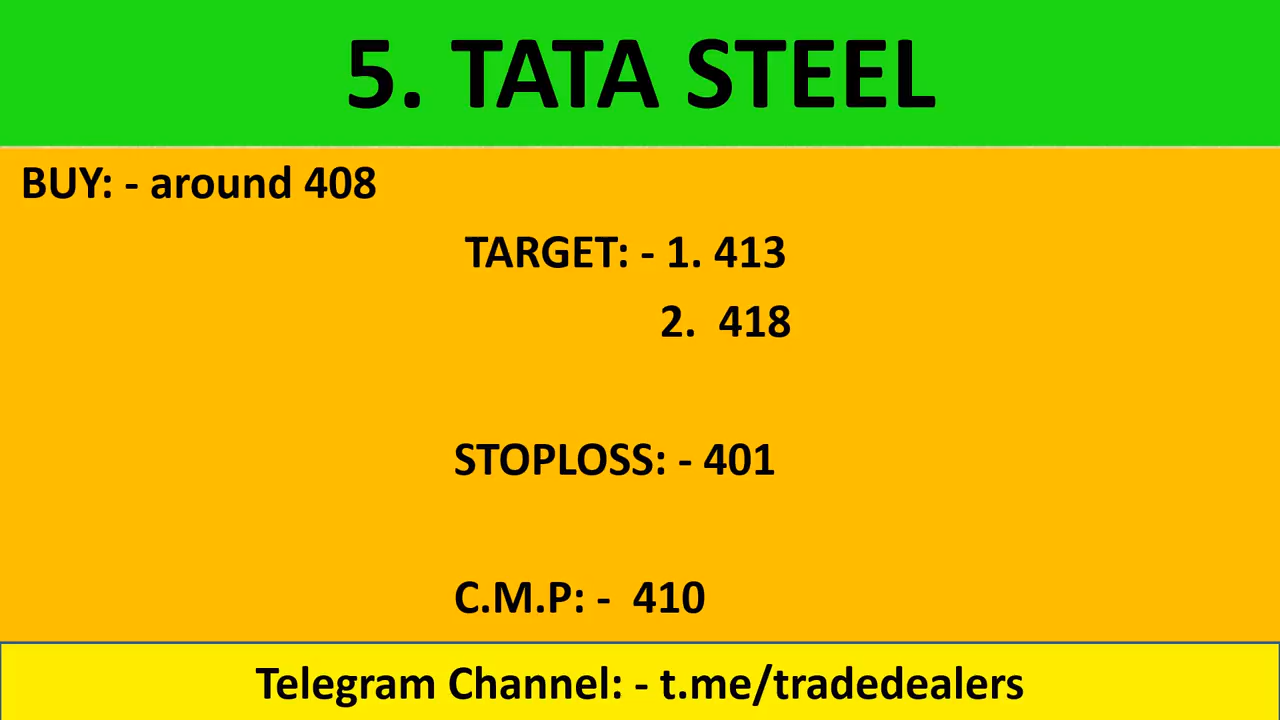 5. TATA STEEL
BUY: - around 408
TARGET: - 1. 413
2. 418
STOPLOSS: - 401
C.M.P: - 410
Telegram Channel: - t.me/tradedealers